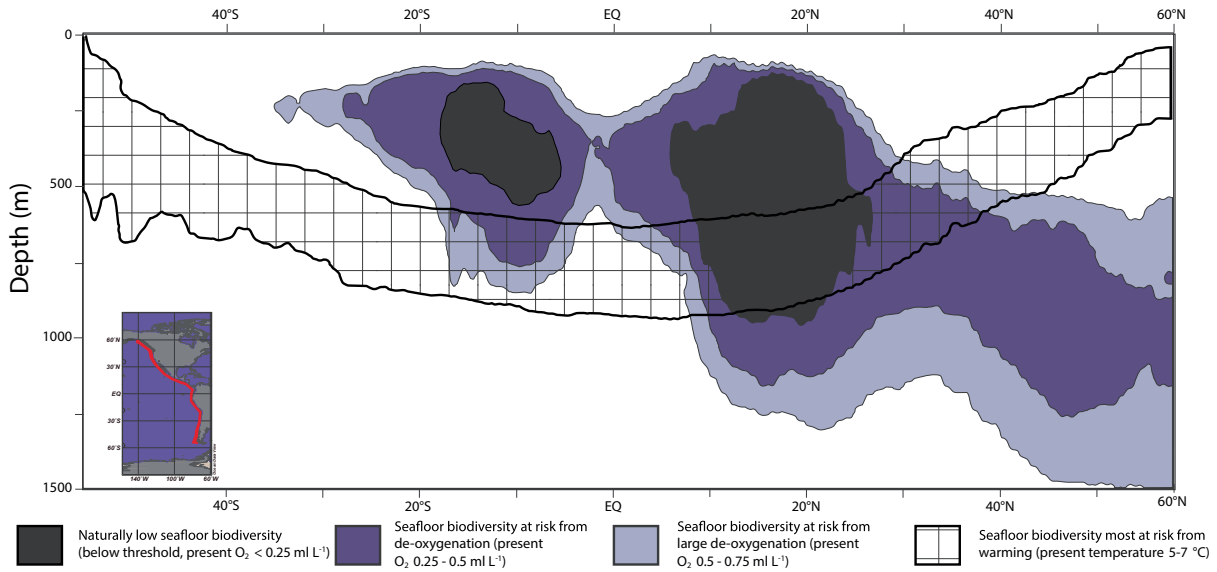 40°S 20°S EQ 20°N 40°N 60°N
0
500
1000
1500
Depth (m)
60°N
30°N
EQ
30°S
60°S
140°W 100°W 60°W
40°S 20°S EQ 20°N 40°N 60°N
Naturally low seafloor biodiversity
(below threshold, present O₂ < 0.25 ml L⁻¹)
Seafloor biodiversity at risk from
de-oxygenation (present
O₂ 0.25 - 0.5 ml L⁻¹)
Seafloor biodiversity at risk from
large de-oxygenation (present
O₂ 0.5 - 0.75 ml L⁻¹)
Seafloor biodiversity most at risk from
warming (present temperature 5-7 °C)